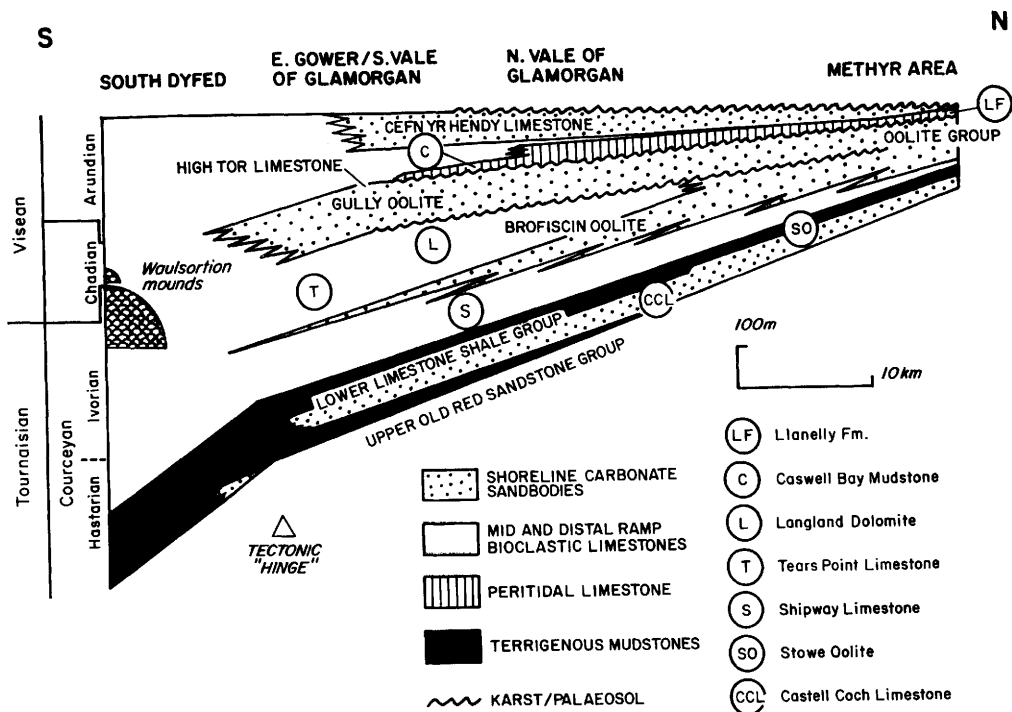 S
N
SOUTH DYFED
E. GOWER/S. VALE
OF GLAMORGAN
N. VALE OF
GLAMORGAN
METHYR AREA
LF
CEFN YR HENDY LIMESTONE
C
OOLITE GROUP
HIGH TOR LIMESTONE
GULLY OOLITE
BROFISCIN OOLITE
L
SO
Waulsortion
mounds
T
S
CCL
LOWER LIMESTONE SHALE GROUP
UPPER OLD RED SANDSTONE GROUP
Visean
Tournaisian
Courceyan
Arundian
Chadian
Ivorian
Hastarian
TECTONIC
"HINGE"
100m
10 km
SHORELINE CARBONATE
SANDBODIES
MID AND DISTAL RAMP
BIOCLASTIC LIMESTONES
PERITIDAL LIMESTONE
TERRIGENOUS MUDSTONES
KARST/PALAEOSOL
LF Llanelly Fm.
C Caswell Bay Mudstone
L Langland Dolomite
T Tears Point Limestone
S Shipway Limestone
SO Stowe Oolite
CCL Castell Coch Limestone